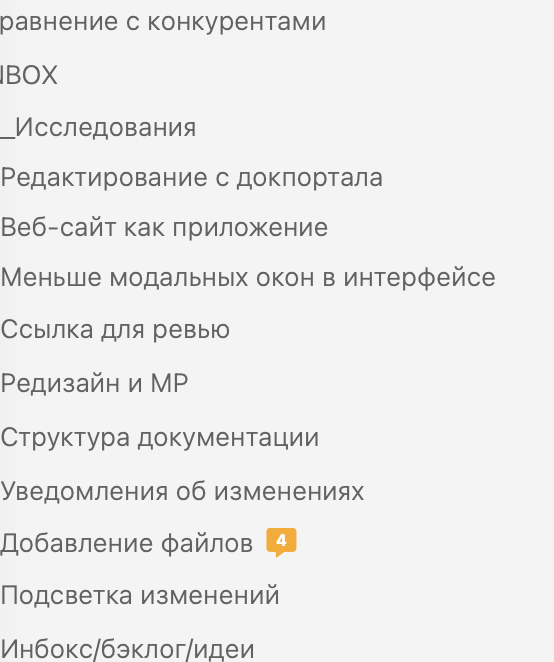 равнение с конкурентами
NBOX
_Исследования
Редактирование с докпортала
Веб-сайт как приложение
Меньше модальных окон в интерфейсе
Ссылка для ревью
Редизайн и МР
Структура документации
Уведомления об изменениях
Добавление файлов 4
Подсветка изменений
Инбокс/бэклог/идеи